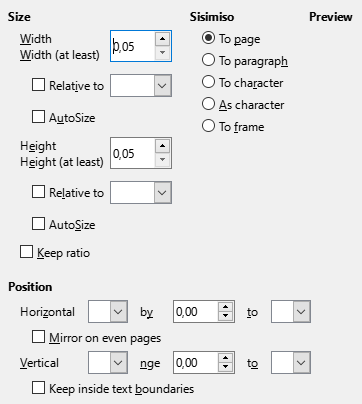 Size Sisimiso Preview
Width
Width (at least) 0,05 To page
Relative to To paragraph
To character
AutoSize As character
To frame
Height
Height (at least) 0,05
Relative to
AutoSize
Keep ratio
Position
Horizontal by 0,00 to
Mirror on even pages
Vertical nge 0,00 to
Keep inside text boundaries